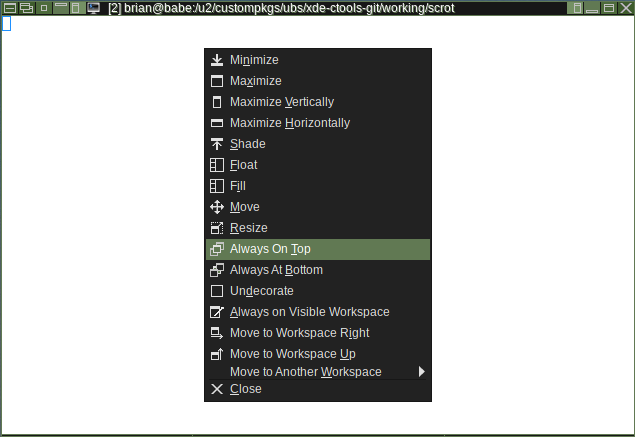 [2] brian@babe:/u2/custompkgs/ubs/xde-ctools-git/working/scrot
Minimize
Maximize
Maximize Vertically
Maximize Horizontally
Shade
Float
Fill
Move
Resize
Always On Top
Always At Bottom
Undecorate
Always on Visible Workspace
Move to Workspace Right
Move to Workspace Up
Move to Another Workspace
Close